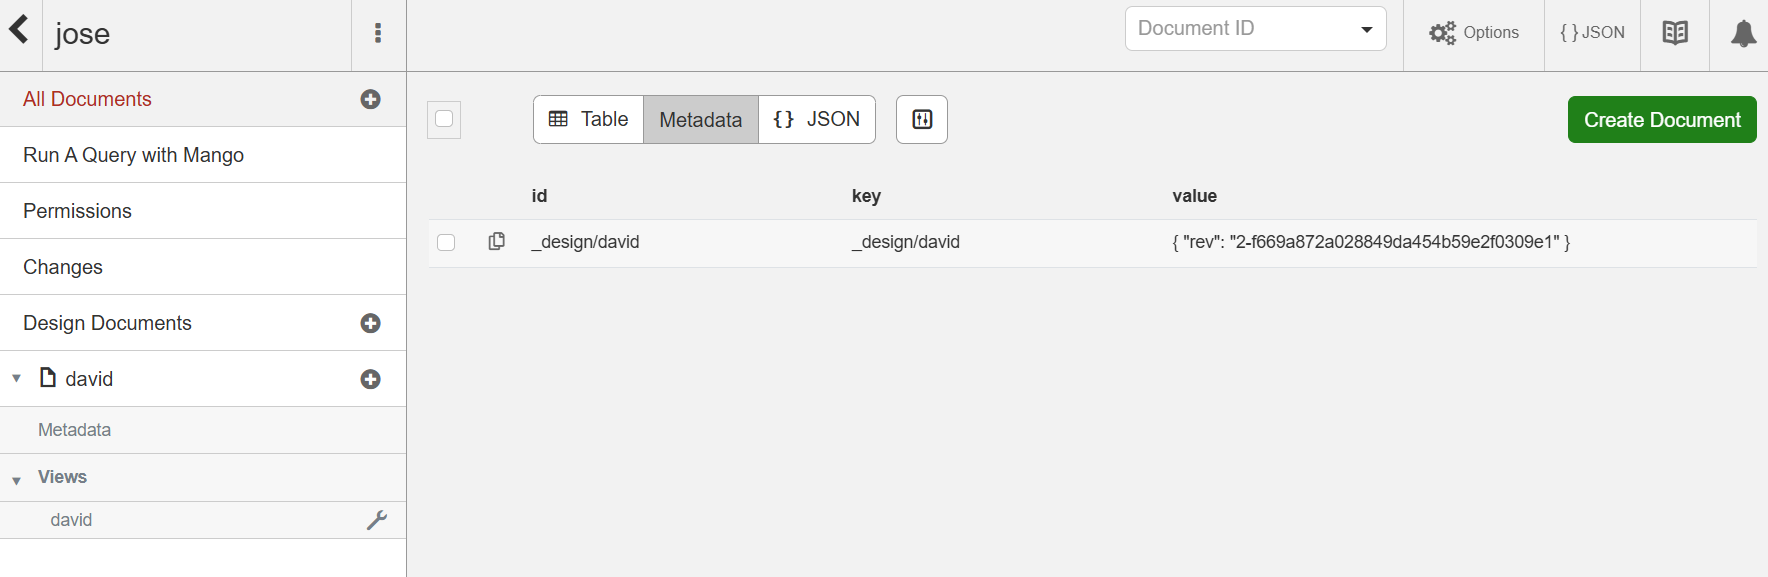 jose
Document ID
Options
{ } JSON
All Documents
Run A Query with Mango
Permissions
Changes
Design Documents
david
Metadata
Views
david
Table
Metadata
{} JSON
Create Document
id key value
_design/david _design/david { "rev": "2-f669a872a028849da454b59e2f0309e1" }